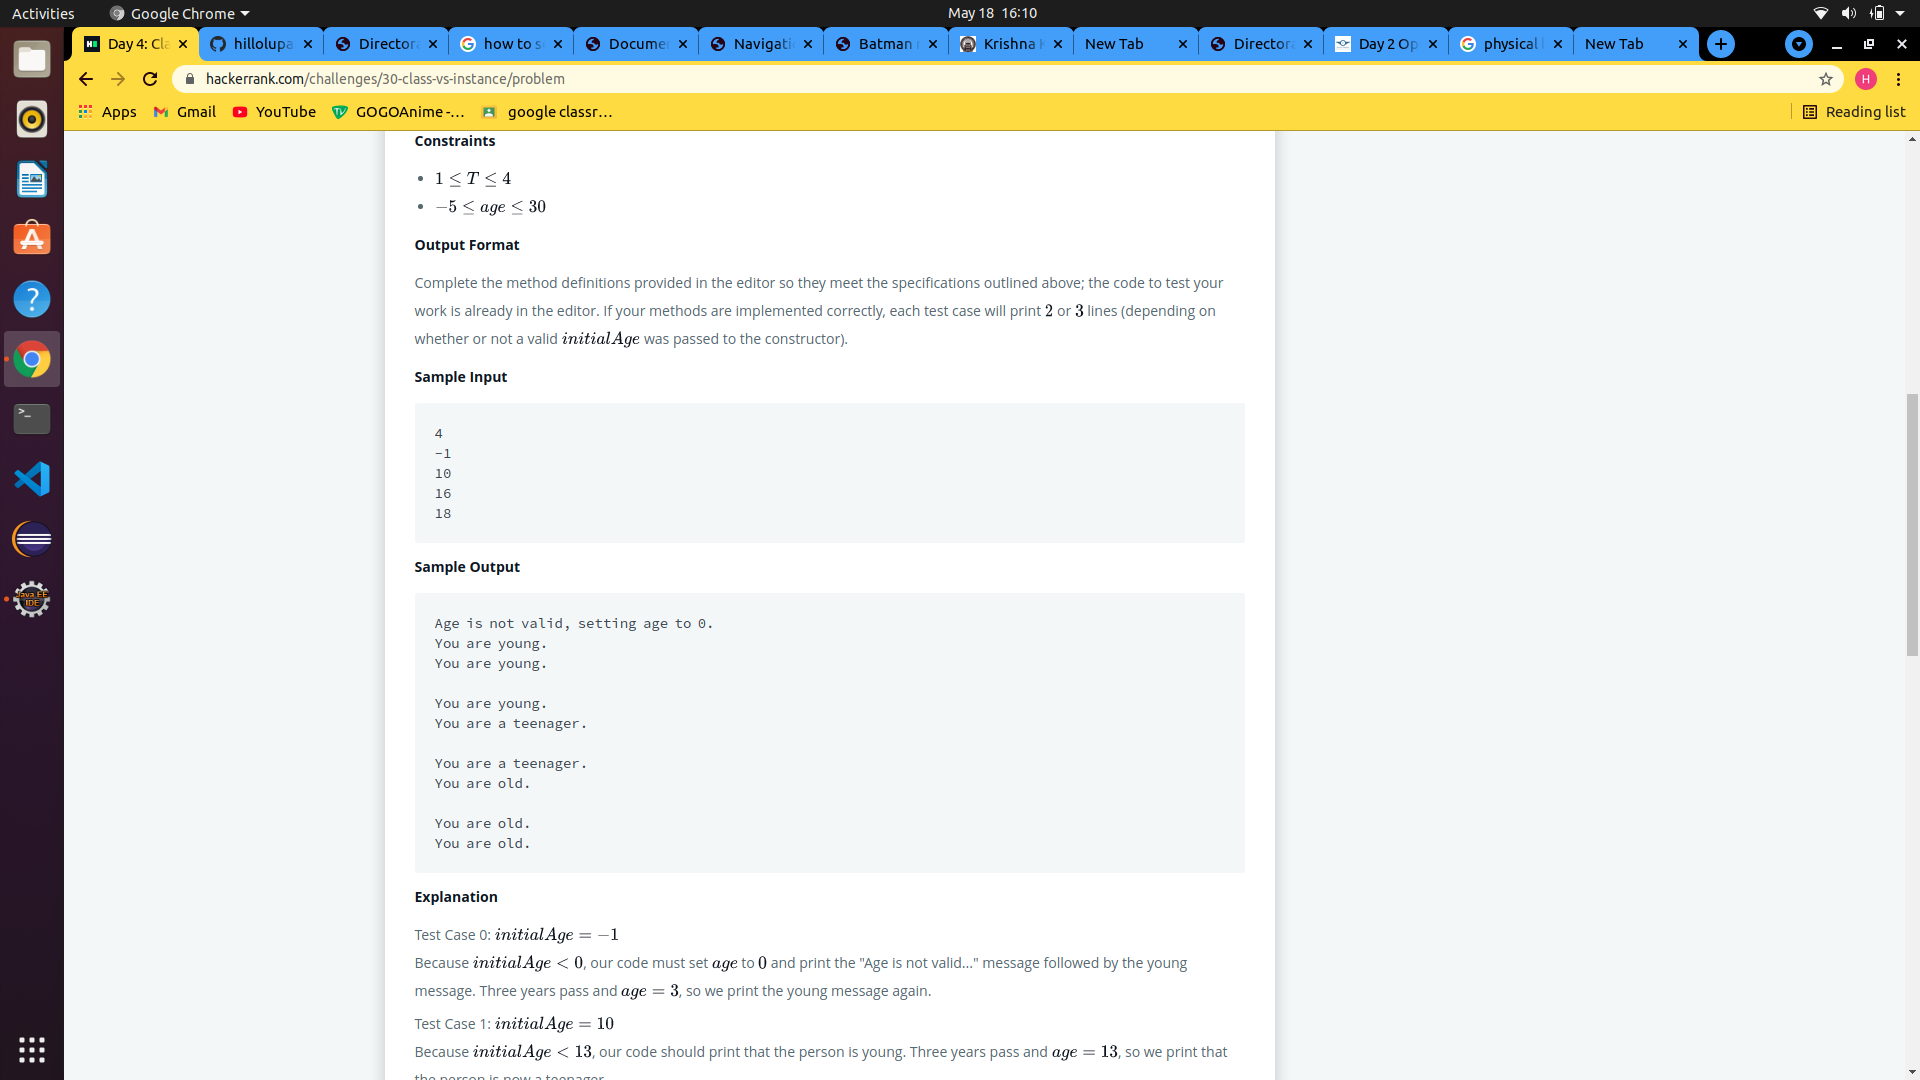 Activities
Google Chrome
May 18 16:10
Day 4: Cla
hillolupa
Director
how to s
Documen
Navigati
Batman
Krishna
New Tab
Director
Day 2 Op
physical
New Tab
hackerrank.com/challenges/30-class-vs-instance/problem
H
Apps
Gmail
YouTube
GOGOAnime -...
google classr...
Reading list
Constraints
• 1 ≤ T ≤ 4
• −5 ≤ age ≤ 30
Output Format
Complete the method definitions provided in the editor so they meet the specifications outlined above; the code to test your
work is already in the editor. If your methods are implemented correctly, each test case will print 2 or 3 lines (depending on
whether or not a valid initialAge was passed to the constructor).
Sample Input
4
-1
10
16
18
Sample Output
Age is not valid, setting age to 0.
You are young.
You are young.
You are young.
You are a teenager.
You are a teenager.
You are old.
You are old.
You are old.
Explanation
Test Case 0: initialAge = −1
Because initialAge < 0, our code must set age to 0 and print the "Age is not valid..." message followed by the young
message. Three years pass and age = 3, so we print the young message again.
Test Case 1: initialAge = 10
Because initialAge < 13, our code should print that the person is young. Three years pass and age = 13, so we print that
the person is now a teenager.